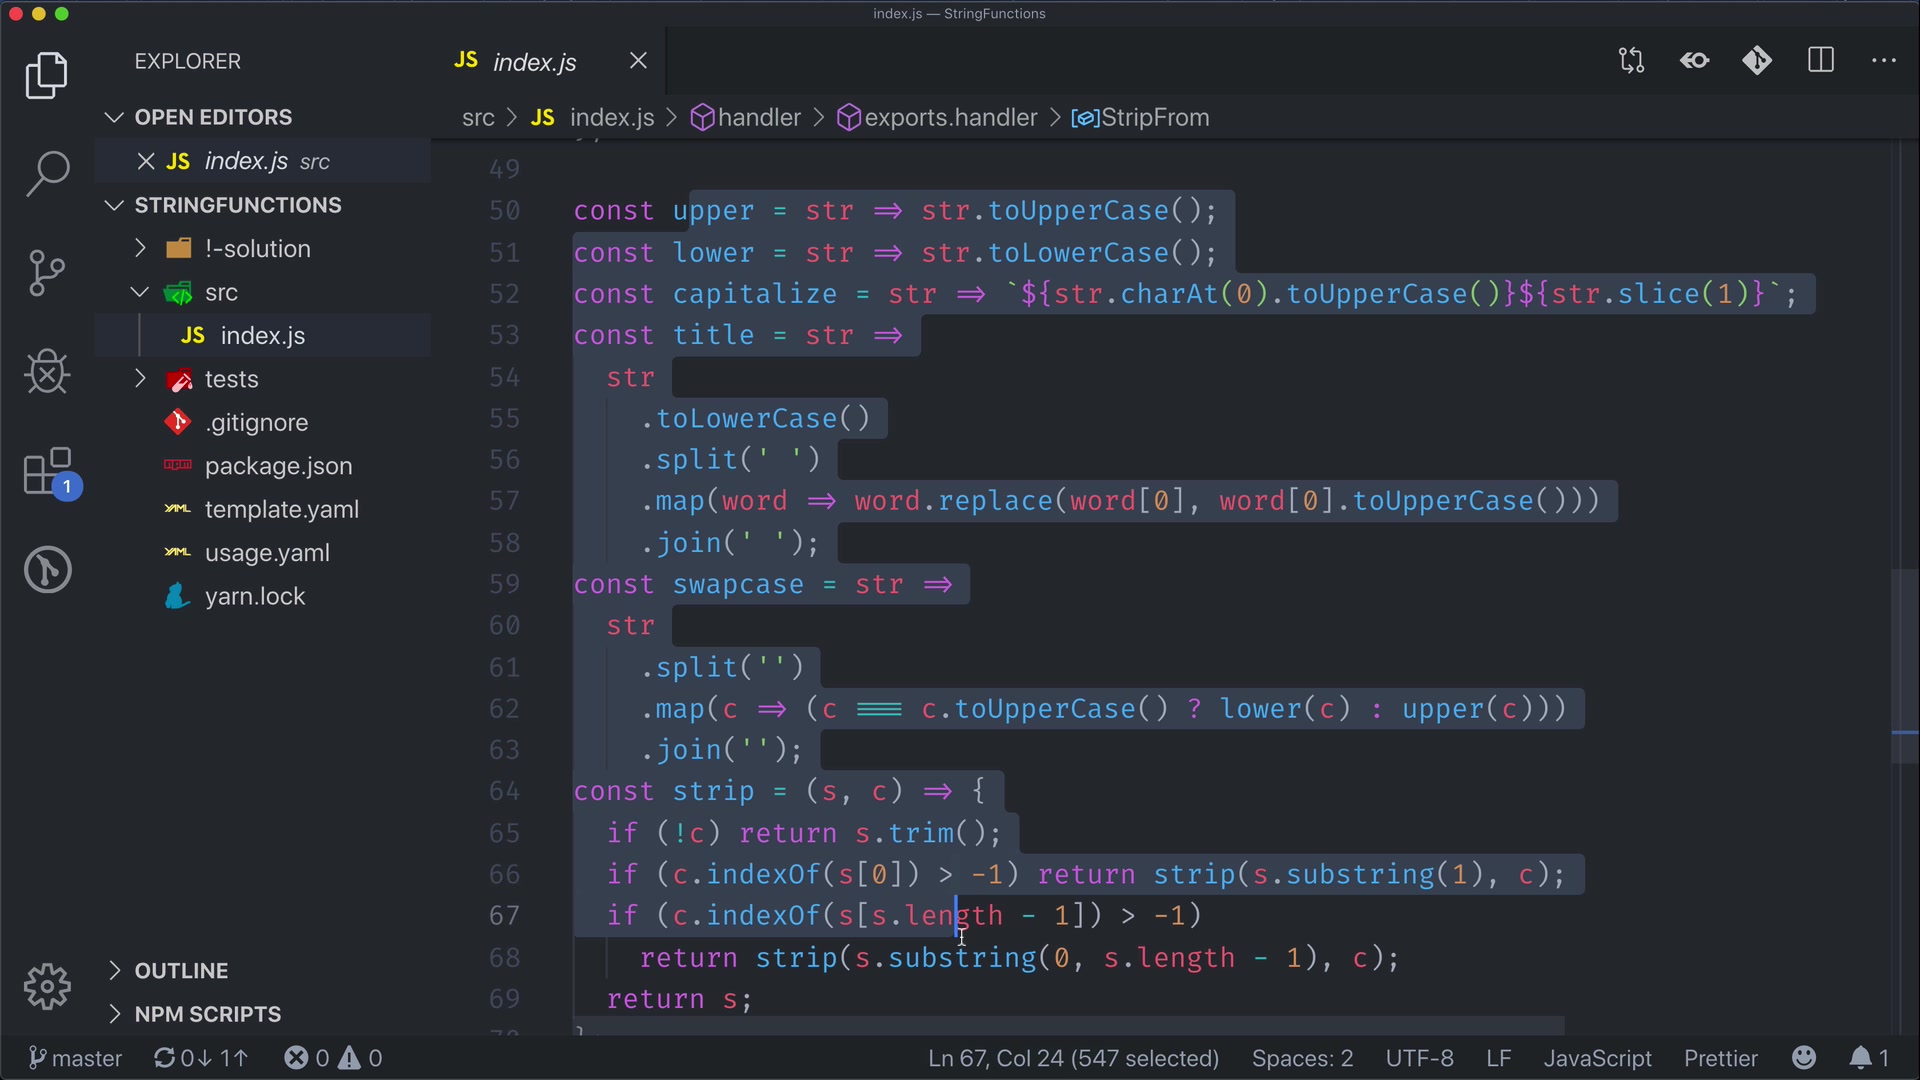 index.js — StringFunctions
EXPLORER
JS index.js
OPEN EDITORS
JS index.js src
STRINGFUNCTIONS
!-solution
src
JS index.js
tests
.gitignore
package.json
YAML template.yaml
YAML usage.yaml
yarn.lock
OUTLINE
NPM SCRIPTS
1
src > JS index.js > handler > exports.handler > StripFrom
49
50 const upper = str => str.toUpperCase();
51 const lower = str => str.toLowerCase();
52 const capitalize = str => `${str.charAt(0).toUpperCase()}${str.slice(1)}`;
53 const title = str =>
54 str
55 .toLowerCase()
56 .split(' ')
57 .map(word => word.replace(word[0], word[0].toUpperCase()))
58 .join(' ');
59 const swapcase = str =>
60 str
61 .split('')
62 .map(c => (c === c.toUpperCase() ? lower(c) : upper(c)))
63 .join('');
64 const strip = (s, c) => {
65 if (!c) return s.trim();
66 if (c.indexOf(s[0]) > -1) return strip(s.substring(1), c);
67 if (c.indexOf(s[s.length - 1]) > -1)
68 return strip(s.substring(0, s.length - 1), c);
69 return s;
master 0↓ 1↑ 0 0 Ln 67, Col 24 (547 selected) Spaces: 2 UTF-8 LF JavaScript Prettier 1